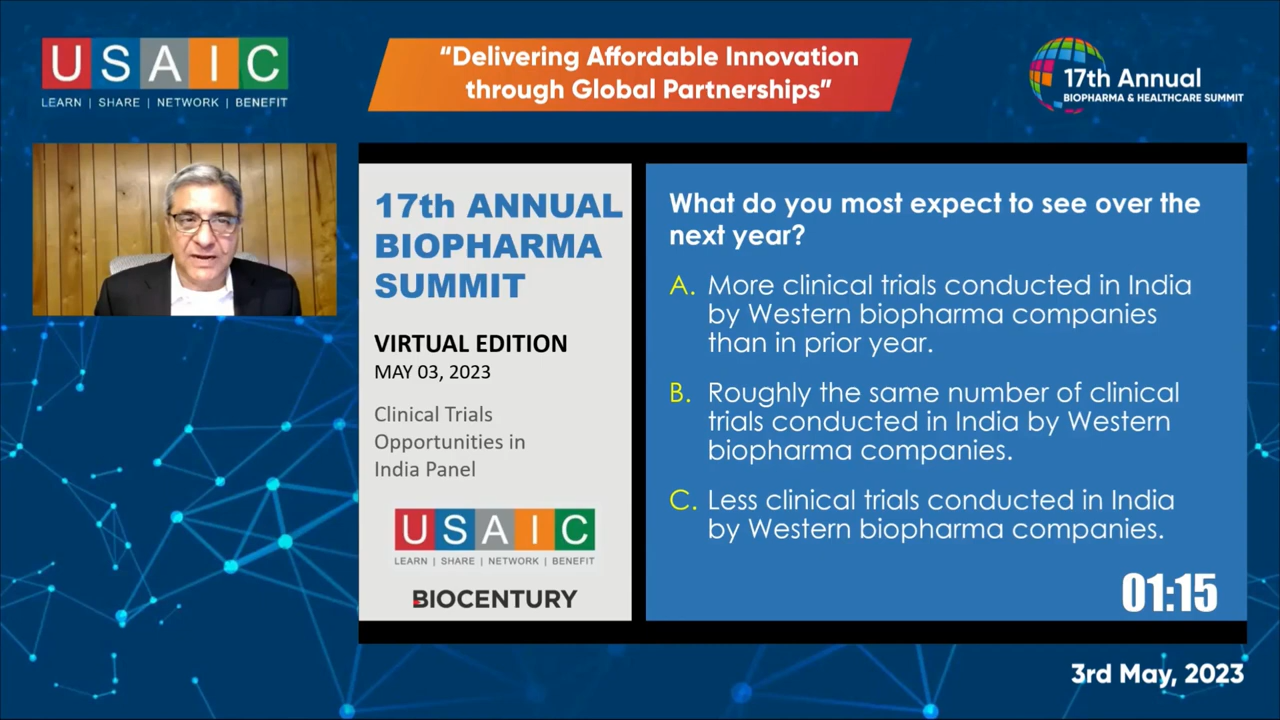 USAIC
LEARN | SHARE | NETWORK | BENEFIT
“Delivering Affordable Innovation
through Global Partnerships”
17th Annual
BIOPHARMA & HEALTHCARE SUMMIT
17th ANNUAL
BIOPHARMA
SUMMIT
VIRTUAL EDITION
MAY 03, 2023
Clinical Trials
Opportunities in
India Panel
USAIC
LEARN | SHARE | NETWORK | BENEFIT
BIOCENTURY
What do you most expect to see over the
next year?
A. More clinical trials conducted in India
by Western biopharma companies
than in prior year.
B. Roughly the same number of clinical
trials conducted in India by Western
biopharma companies.
C. Less clinical trials conducted in India
by Western biopharma companies.
01:15
3rd May, 2023